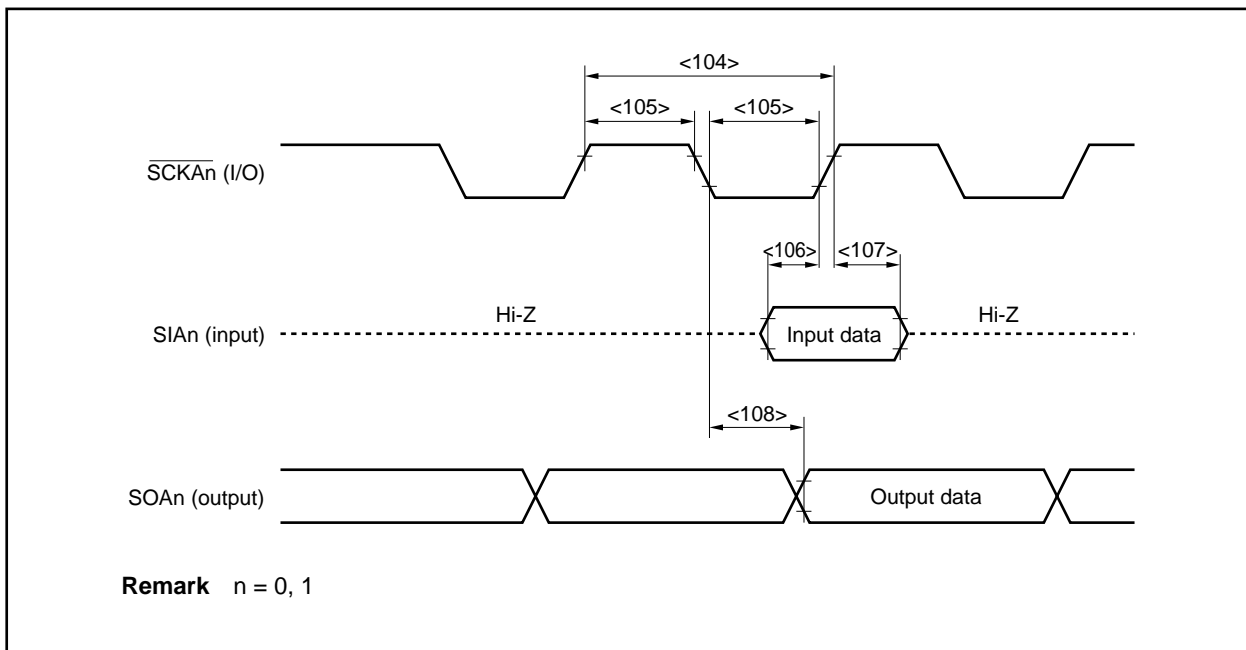 <104>
<105> <105>
SCKAn (I/O)
<106> <107>
Hi-Z Hi-Z
SIAn (input) Input data
<108>
SOAn (output) Output data
Remark n = 0, 1